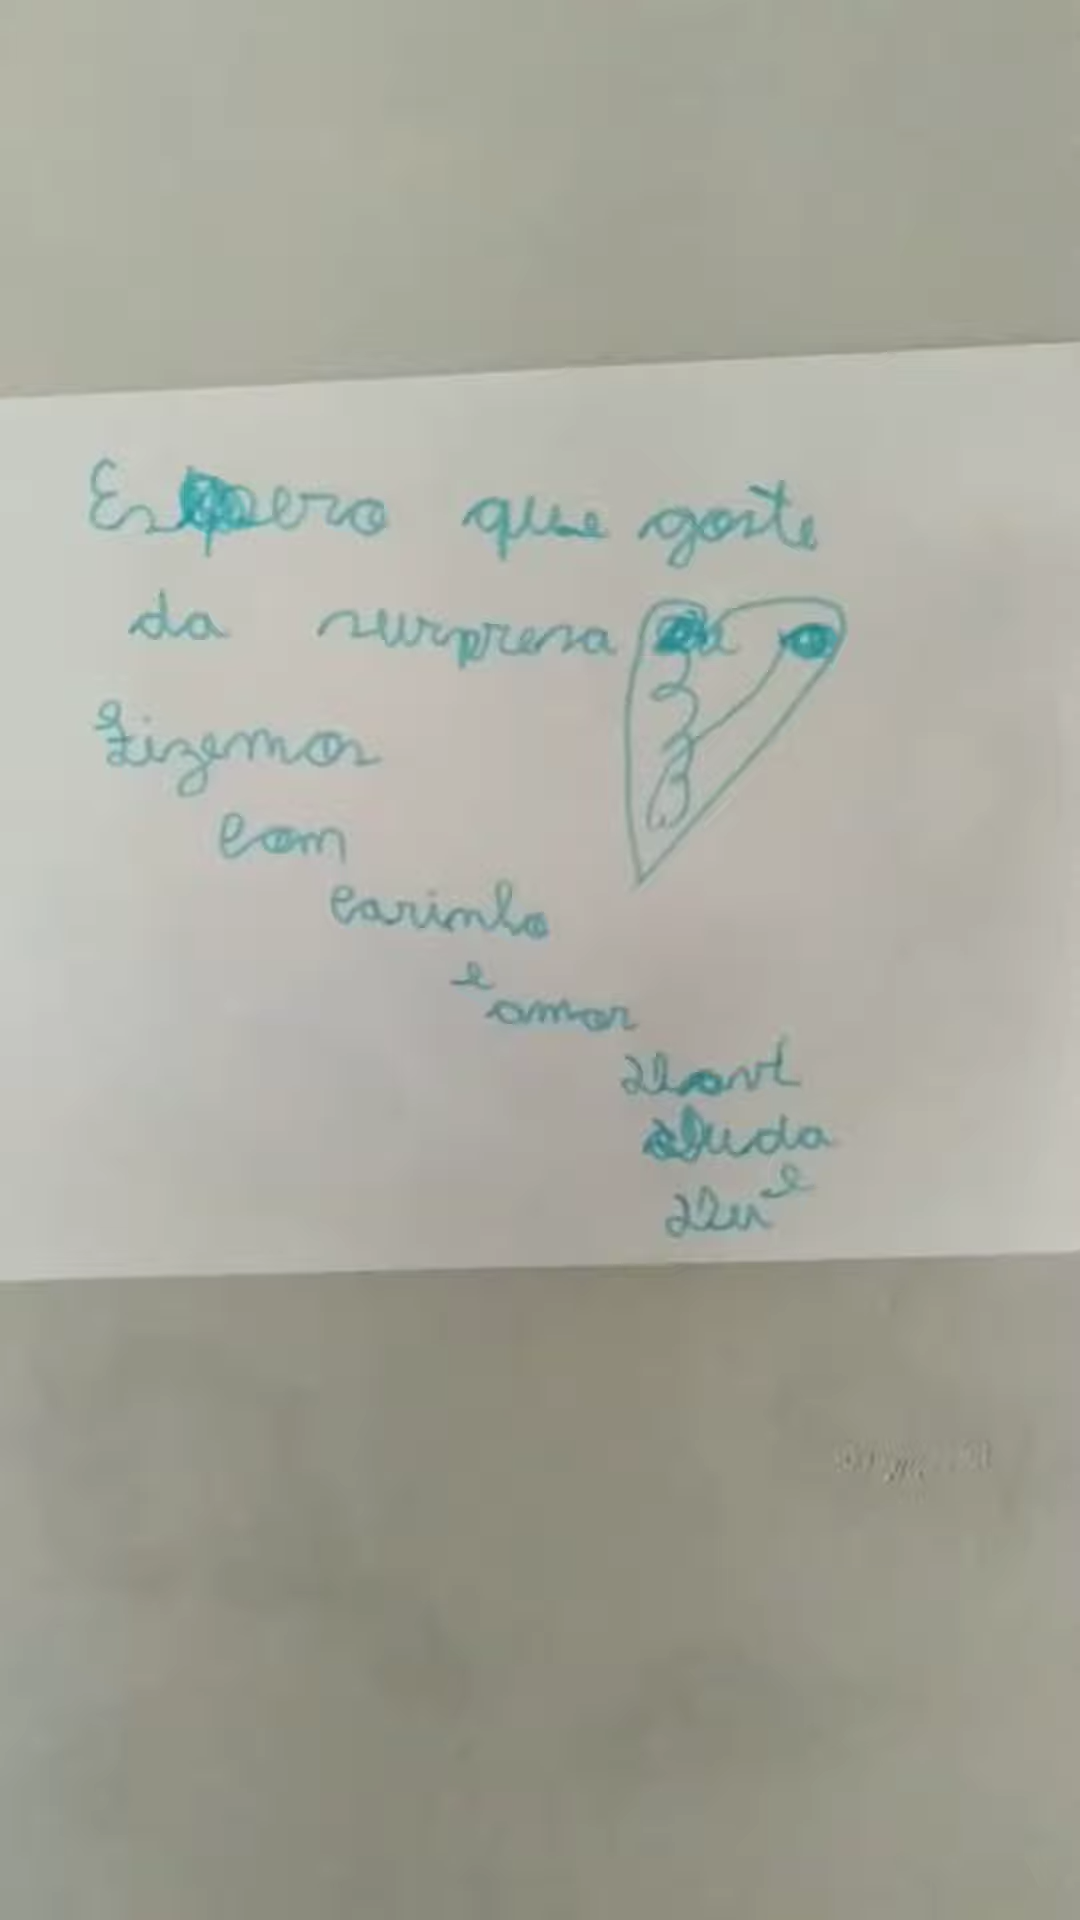 Espero que goste
da surpresa
fizemos
com
carinho
e
amor